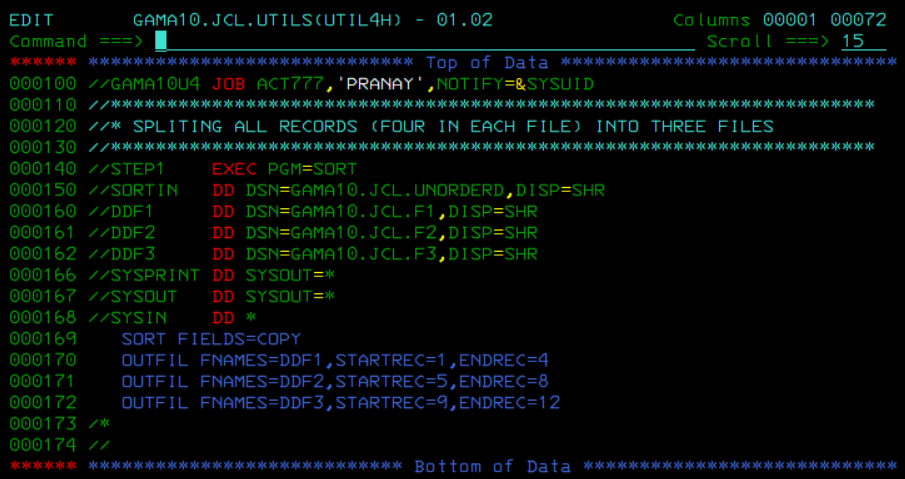 EDIT       GAMA10.JCL.UTILS(UTIL4H) - 01.02                Columns 00001 00072
Command ===>                                                  Scroll ===> 15
****** ***************************** Top of Data ******************************
000100 //GAMA10U4 JOB ACT777,'PRANAY',NOTIFY=&SYSUID
000110 //********************************************************************
000120 //* SPLITING ALL RECORDS (FOUR IN EACH FILE) INTO THREE FILES
000130 //********************************************************************
000140 //STEP1    EXEC PGM=SORT
000150 //SORTIN   DD DSN=GAMA10.JCL.UNORDERD,DISP=SHR
000160 //DDF1     DD DSN=GAMA10.JCL.F1,DISP=SHR
000161 //DDF2     DD DSN=GAMA10.JCL.F2,DISP=SHR
000162 //DDF3     DD DSN=GAMA10.JCL.F3,DISP=SHR
000166 //SYSPRINT DD SYSOUT=*
000167 //SYSOUT   DD SYSOUT=*
000168 //SYSIN    DD *
000169    SORT FIELDS=COPY
000170    OUTFIL FNAMES=DDF1,STARTREC=1,ENDREC=4
000171    OUTFIL FNAMES=DDF2,STARTREC=5,ENDREC=8
000172    OUTFIL FNAMES=DDF3,STARTREC=9,ENDREC=12
000173 /*
000174 //
****** **************************** Bottom of Data ****************************